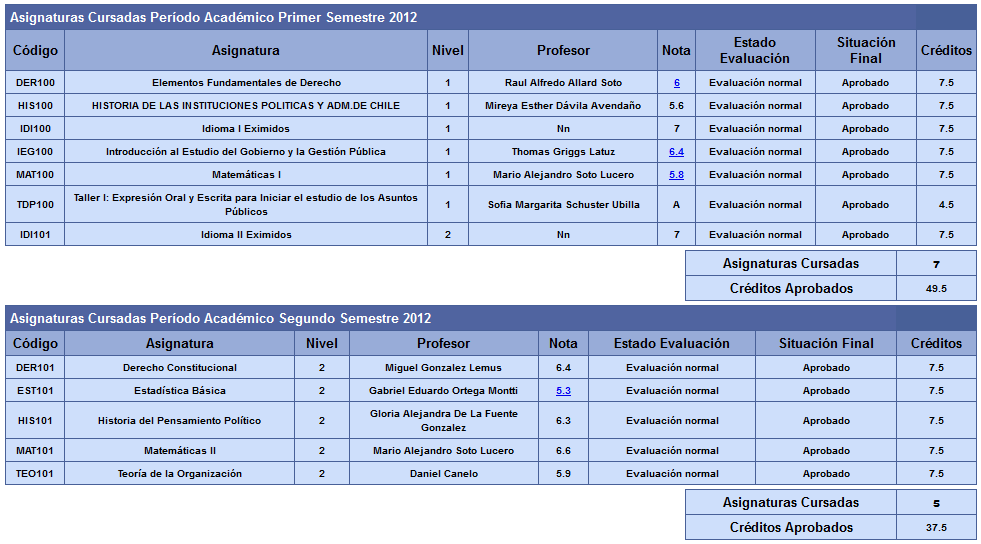 Asignaturas Cursadas Período Académico Primer Semestre 2012
Código Asignatura Nivel Profesor Nota Estado Evaluación Situación Final Créditos
DER100 Elementos Fundamentales de Derecho 1 Raul Alfredo Allard Soto 6 Evaluación normal Aprobado 7.5
HIS100 HISTORIA DE LAS INSTITUCIONES POLITICAS Y ADM.DE CHILE 1 Mireya Esther Dávila Avendaño 5.6 Evaluación normal Aprobado 7.5
IDI100 Idioma I Eximidos 1 Nn 7 Evaluación normal Aprobado 7.5
IEG100 Introducción al Estudio del Gobierno y la Gestión Pública 1 Thomas Griggs Latuz 6.4 Evaluación normal Aprobado 7.5
MAT100 Matemáticas I 1 Mario Alejandro Soto Lucero 5.8 Evaluación normal Aprobado 7.5
TDP100 Taller I: Expresión Oral y Escrita para Iniciar el estudio de los Asuntos Públicos 1 Sofia Margarita Schuster Ubilla A Evaluación normal Aprobado 4.5
IDI101 Idioma II Eximidos 2 Nn 7 Evaluación normal Aprobado 7.5
Asignaturas Cursadas 7
Créditos Aprobados 49.5
Asignaturas Cursadas Período Académico Segundo Semestre 2012
Código Asignatura Nivel Profesor Nota Estado Evaluación Situación Final Créditos
DER101 Derecho Constitucional 2 Miguel Gonzalez Lemus 6.4 Evaluación normal Aprobado 7.5
EST101 Estadística Básica 2 Gabriel Eduardo Ortega Montti 5.3 Evaluación normal Aprobado 7.5
HIS101 Historia del Pensamiento Político 2 Gloria Alejandra De La Fuente Gonzalez 6.3 Evaluación normal Aprobado 7.5
MAT101 Matemáticas II 2 Mario Alejandro Soto Lucero 6.6 Evaluación normal Aprobado 7.5
TEO101 Teoría de la Organización 2 Daniel Canelo 5.9 Evaluación normal Aprobado 7.5
Asignaturas Cursadas 5
Créditos Aprobados 37.5